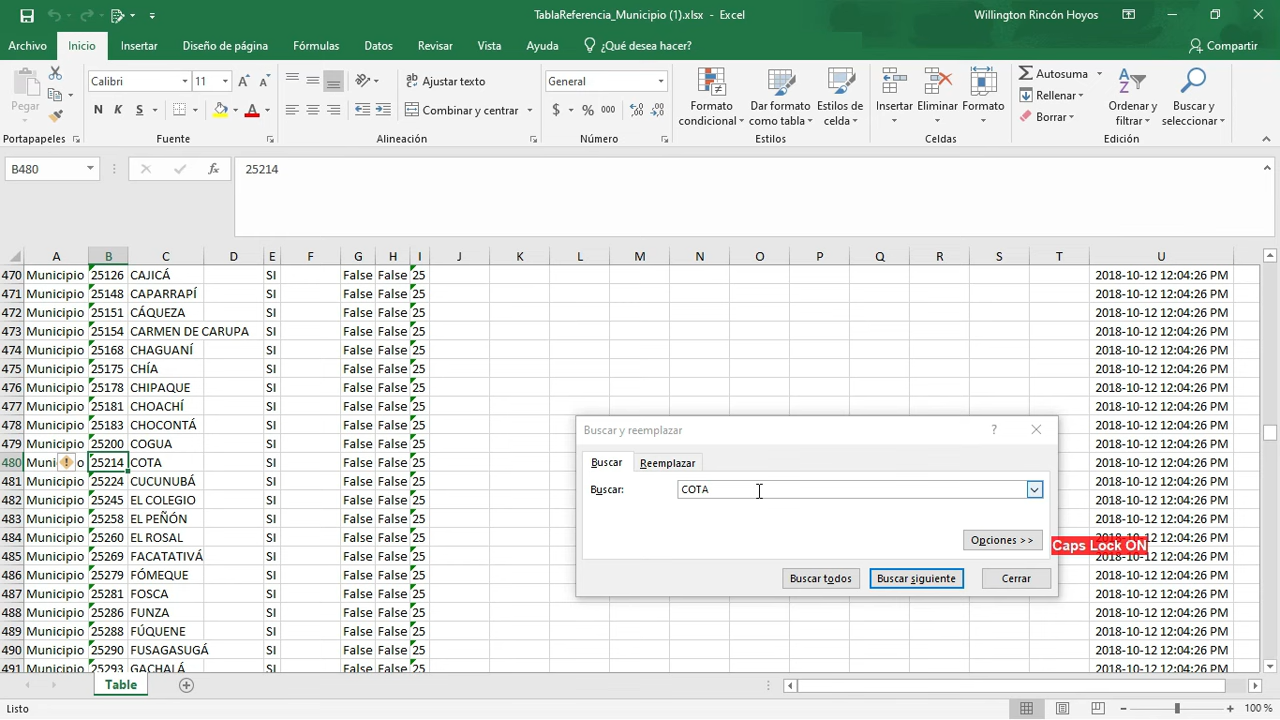 TablaReferencia_Municipio (1).xlsx - Excel
Willington Rincón Hoyos
Archivo
Inicio
Insertar
Diseño de página
Fórmulas
Datos
Revisar
Vista
Ayuda
¿Qué desea hacer?
Compartir
Pegar
Calibri
11
Ajustar texto
General
Formato condicional
Dar formato como tabla
Estilos de celda
Insertar
Eliminar
Formato
Autosuma
Rellenar
Borrar
Ordenar y filtrar
Buscar y seleccionar
N K S
Combinar y centrar
$ % 000
Portapapeles
Fuente
Alineación
Número
Estilos
Celdas
Edición
B480
fx
25214
A B C D E F G H I J K L M N O P Q R S T U
470 Municipio 25126 CAJICÁ SI False False 25 2018-10-12 12:04:26 PM
471 Municipio 25148 CAPARRAPÍ SI False False 25 2018-10-12 12:04:26 PM
472 Municipio 25151 CÁQUEZA SI False False 25 2018-10-12 12:04:26 PM
473 Municipio 25154 CARMEN DE CARUPA SI False False 25 2018-10-12 12:04:26 PM
474 Municipio 25168 CHAGUANÍ SI False False 25 2018-10-12 12:04:26 PM
475 Municipio 25175 CHÍA SI False False 25 2018-10-12 12:04:26 PM
476 Municipio 25178 CHIPAQUE SI False False 25 2018-10-12 12:04:26 PM
477 Municipio 25181 CHOACHÍ SI False False 25 2018-10-12 12:04:26 PM
478 Municipio 25183 CHOCONTÁ SI False False 25 2018-10-12 12:04:26 PM
479 Municipio 25200 COGUA SI False False 25 2018-10-12 12:04:26 PM
480 Muni o 25214 COTA SI False False 25 2018-10-12 12:04:26 PM
481 Municipio 25224 CUCUNUBÁ SI False False 25 2018-10-12 12:04:26 PM
482 Municipio 25245 EL COLEGIO SI False False 25 2018-10-12 12:04:26 PM
483 Municipio 25258 EL PEÑÓN SI False False 25 2018-10-12 12:04:26 PM
484 Municipio 25260 EL ROSAL SI False False 25 2018-10-12 12:04:26 PM
485 Municipio 25269 FACATATIVÁ SI False False 25 2018-10-12 12:04:26 PM
486 Municipio 25279 FÓMEQUE SI False False 25 2018-10-12 12:04:26 PM
487 Municipio 25281 FOSCA SI False False 25 2018-10-12 12:04:26 PM
488 Municipio 25286 FUNZA SI False False 25 2018-10-12 12:04:26 PM
489 Municipio 25288 FÚQUENE SI False False 25 2018-10-12 12:04:26 PM
490 Municipio 25290 FUSAGASUGÁ SI False False 25 2018-10-12 12:04:26 PM
491 Municipio 25293 GACHALÁ SI False False 25 2018-10-12 12:04:26 PM
Buscar y reemplazar
?
Buscar
Reemplazar
Buscar:
COTA
Opciones >>
Caps Lock ON
Buscar todos
Buscar siguiente
Cerrar
Table
Listo
100 %